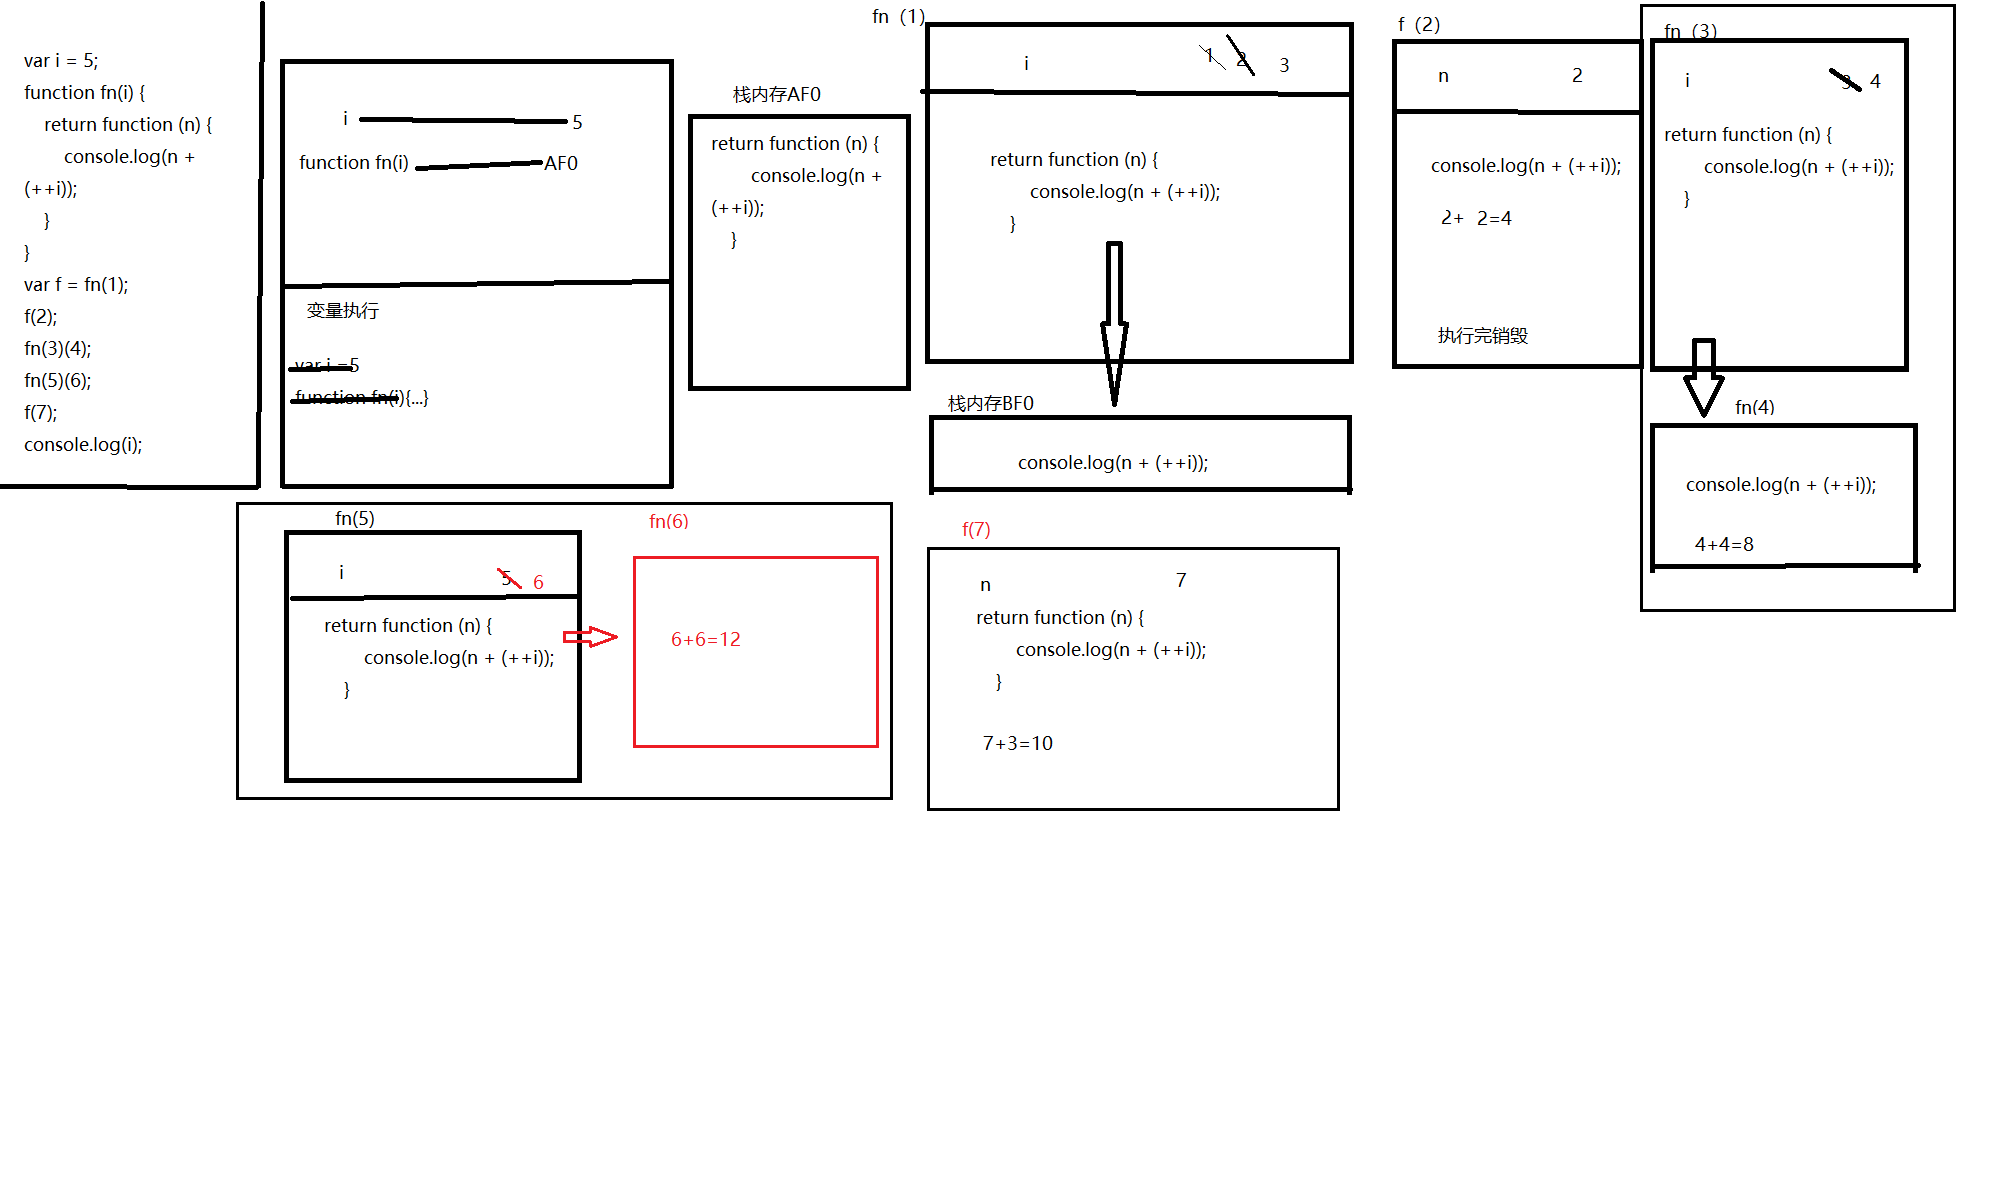 var i = 5;
function fn(i) {
return function (n) {
console.log(n +
(++i));
}
}
var f = fn(1);
f(2);
fn(3)(4);
fn(5)(6);
f(7);
console.log(i);
i 5
function fn(i) AF0
变量执行
var i =5
function fn(i){...}
栈内存AF0
return function (n) {
console.log(n +
(++i));
}
fn（1）
i 1 2 3
return function (n) {
console.log(n + (++i));
}
栈内存BF0
console.log(n + (++i));
f（2）
n 2
console.log(n + (++i));
2+ 2=4
执行完销毁
fn（3）
i 3 4
return function (n) {
console.log(n + (++i));
}
fn(4)
console.log(n + (++i));
4+4=8
fn(5)
i 5 6
return function (n) {
console.log(n + (++i));
}
fn(6)
6+6=12
f(7)
n 7
return function (n) {
console.log(n + (++i));
}
7+3=10